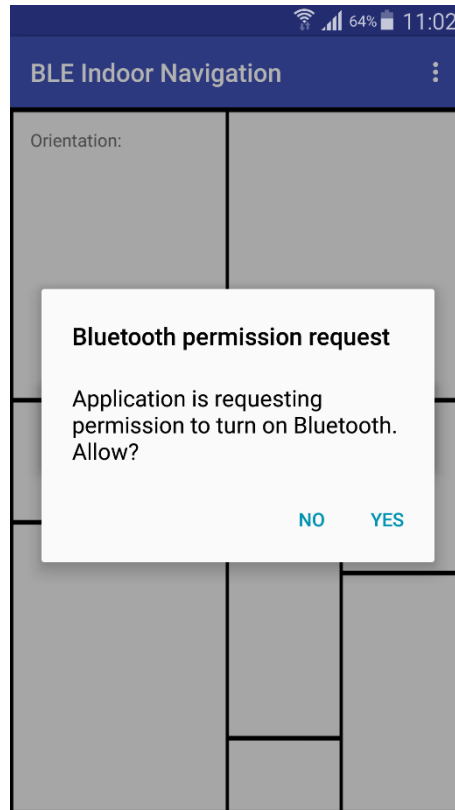 64% 11:02
BLE Indoor Navigation
Orientation:
Bluetooth permission request
Application is requesting
permission to turn on Bluetooth.
Allow?
NO YES